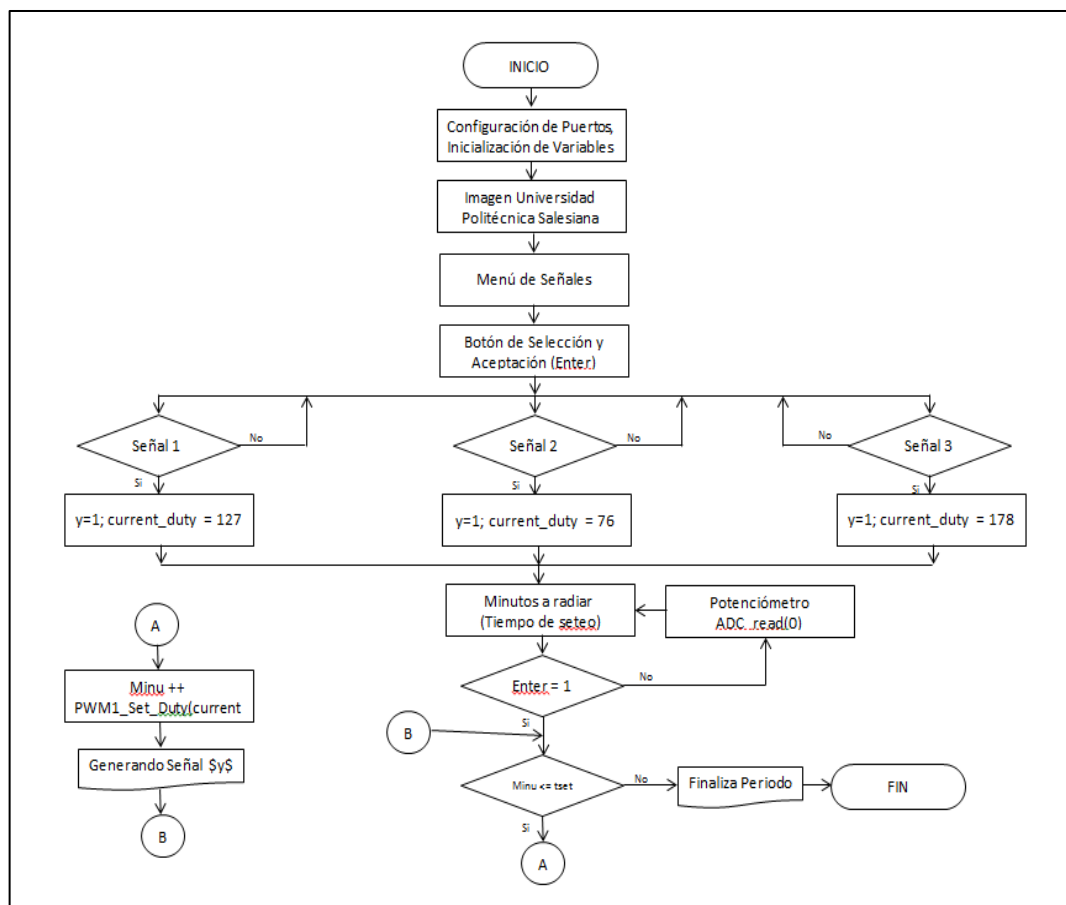 INICIO
Configuración de Puertos,
Inicialización de Variables
Imagen Universidad
Politécnica Salesiana
Menú de Señales
Botón de Selección y
Aceptación (Enter)
Señal 1
No
Si
Señal 2
No
Si
Señal 3
No
Si
y=1; current_duty = 127
y=1; current_duty = 76
y=1; current_duty = 178
Minutos a radiar
(Tiempo de seteo)
Potenciómetro
ADC_read(0)
Enter = 1
No
Si
B
Minu <= tset
No
Si
Finaliza Periodo
FIN
A
A
Minu ++
PWM1_Set_Duty(current
Generando Señal $y$
B